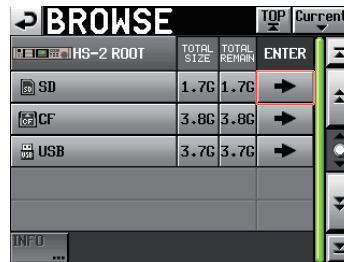 BROWSE TOP Current
HS-2 ROOT TOTAL SIZE TOTAL REMAIN ENTER
SD 1.7G 1.7G
CF 3.8G 3.8G
USB 3.7G 3.7G
INFO ...